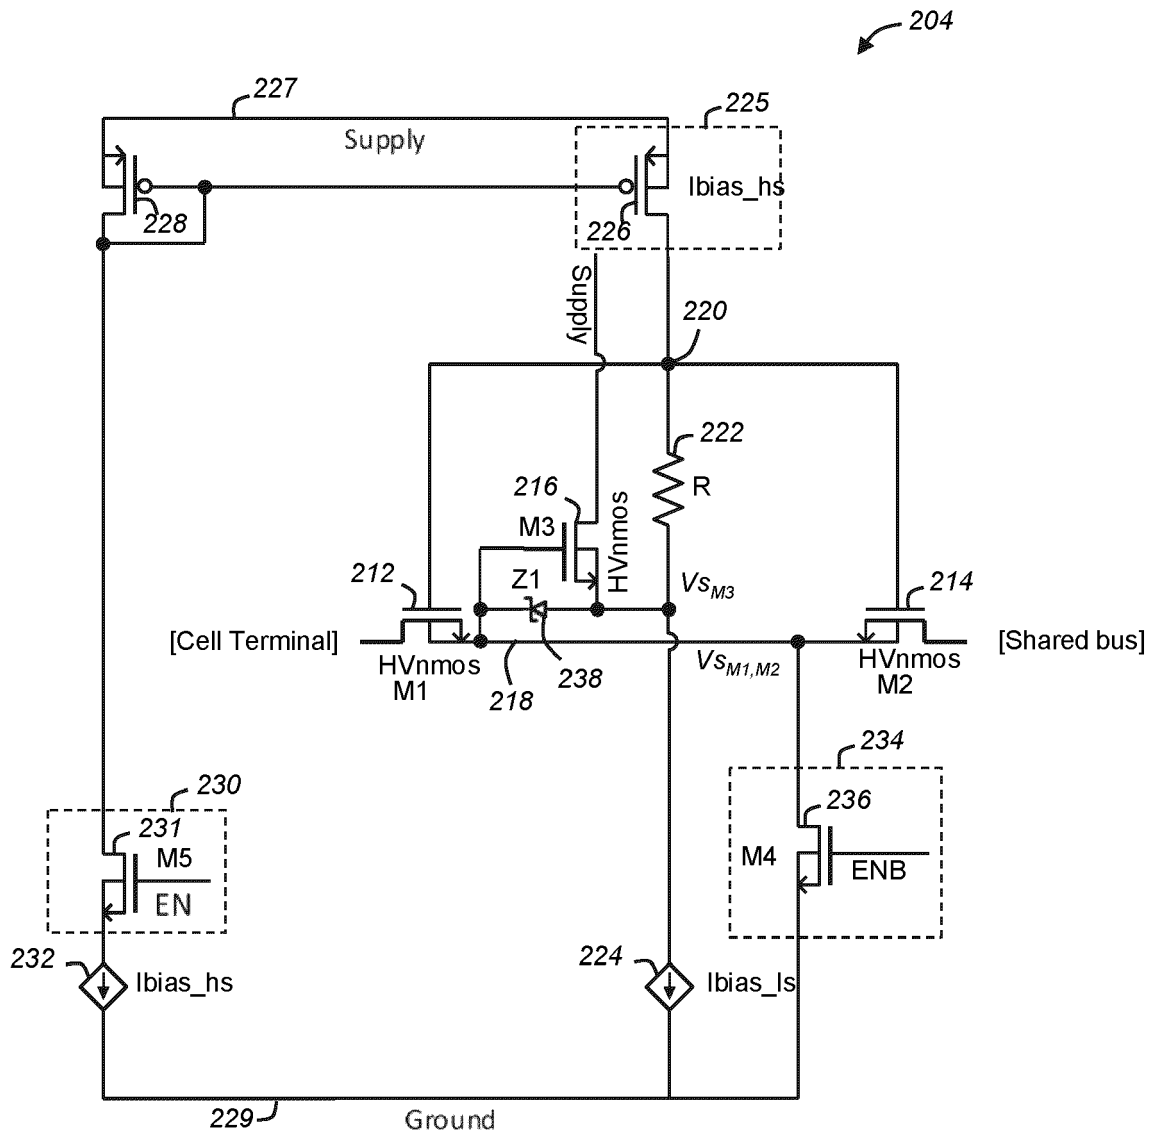 204
227
225
Supply
Ibias_hs
228
226
Supply
220
222
216
R
M3
HVnmos
212
Z1
VsM3
214
[Cell Terminal]
[Shared bus]
HVnmos
M1
218
238
VsM1,M2
HVnmos
M2
234
230
231
236
M5
M4
EN
ENB
232
Ibias_hs
224
Ibias_ls
229
Ground